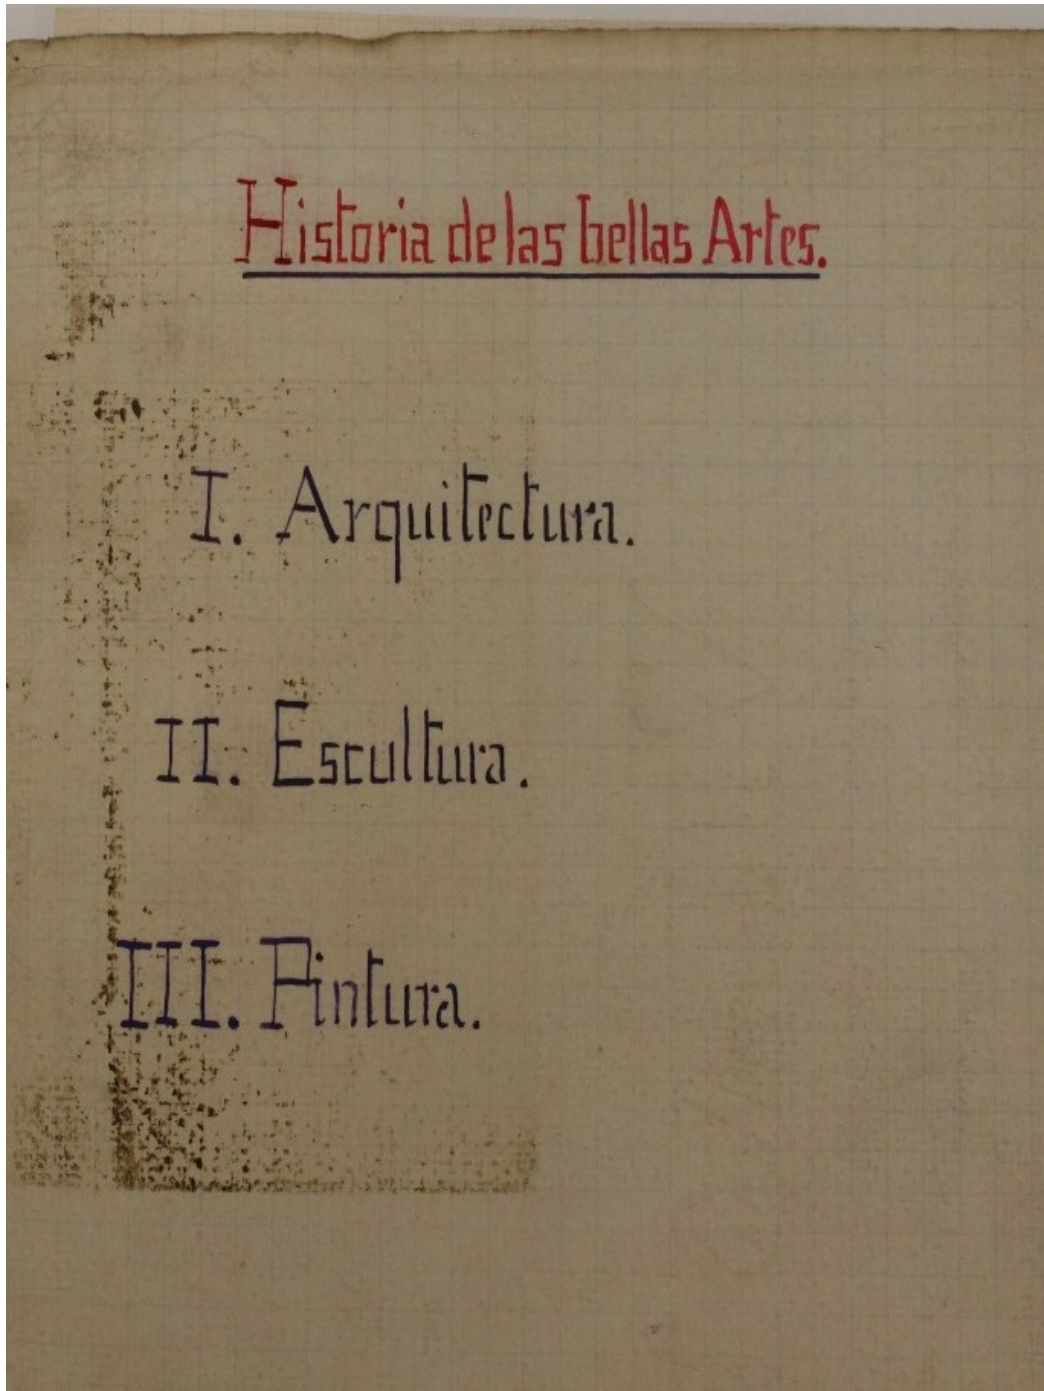 Historia de las bellas Artes.
I. Arquitectura.
II. Escultura.
III. Pintura.